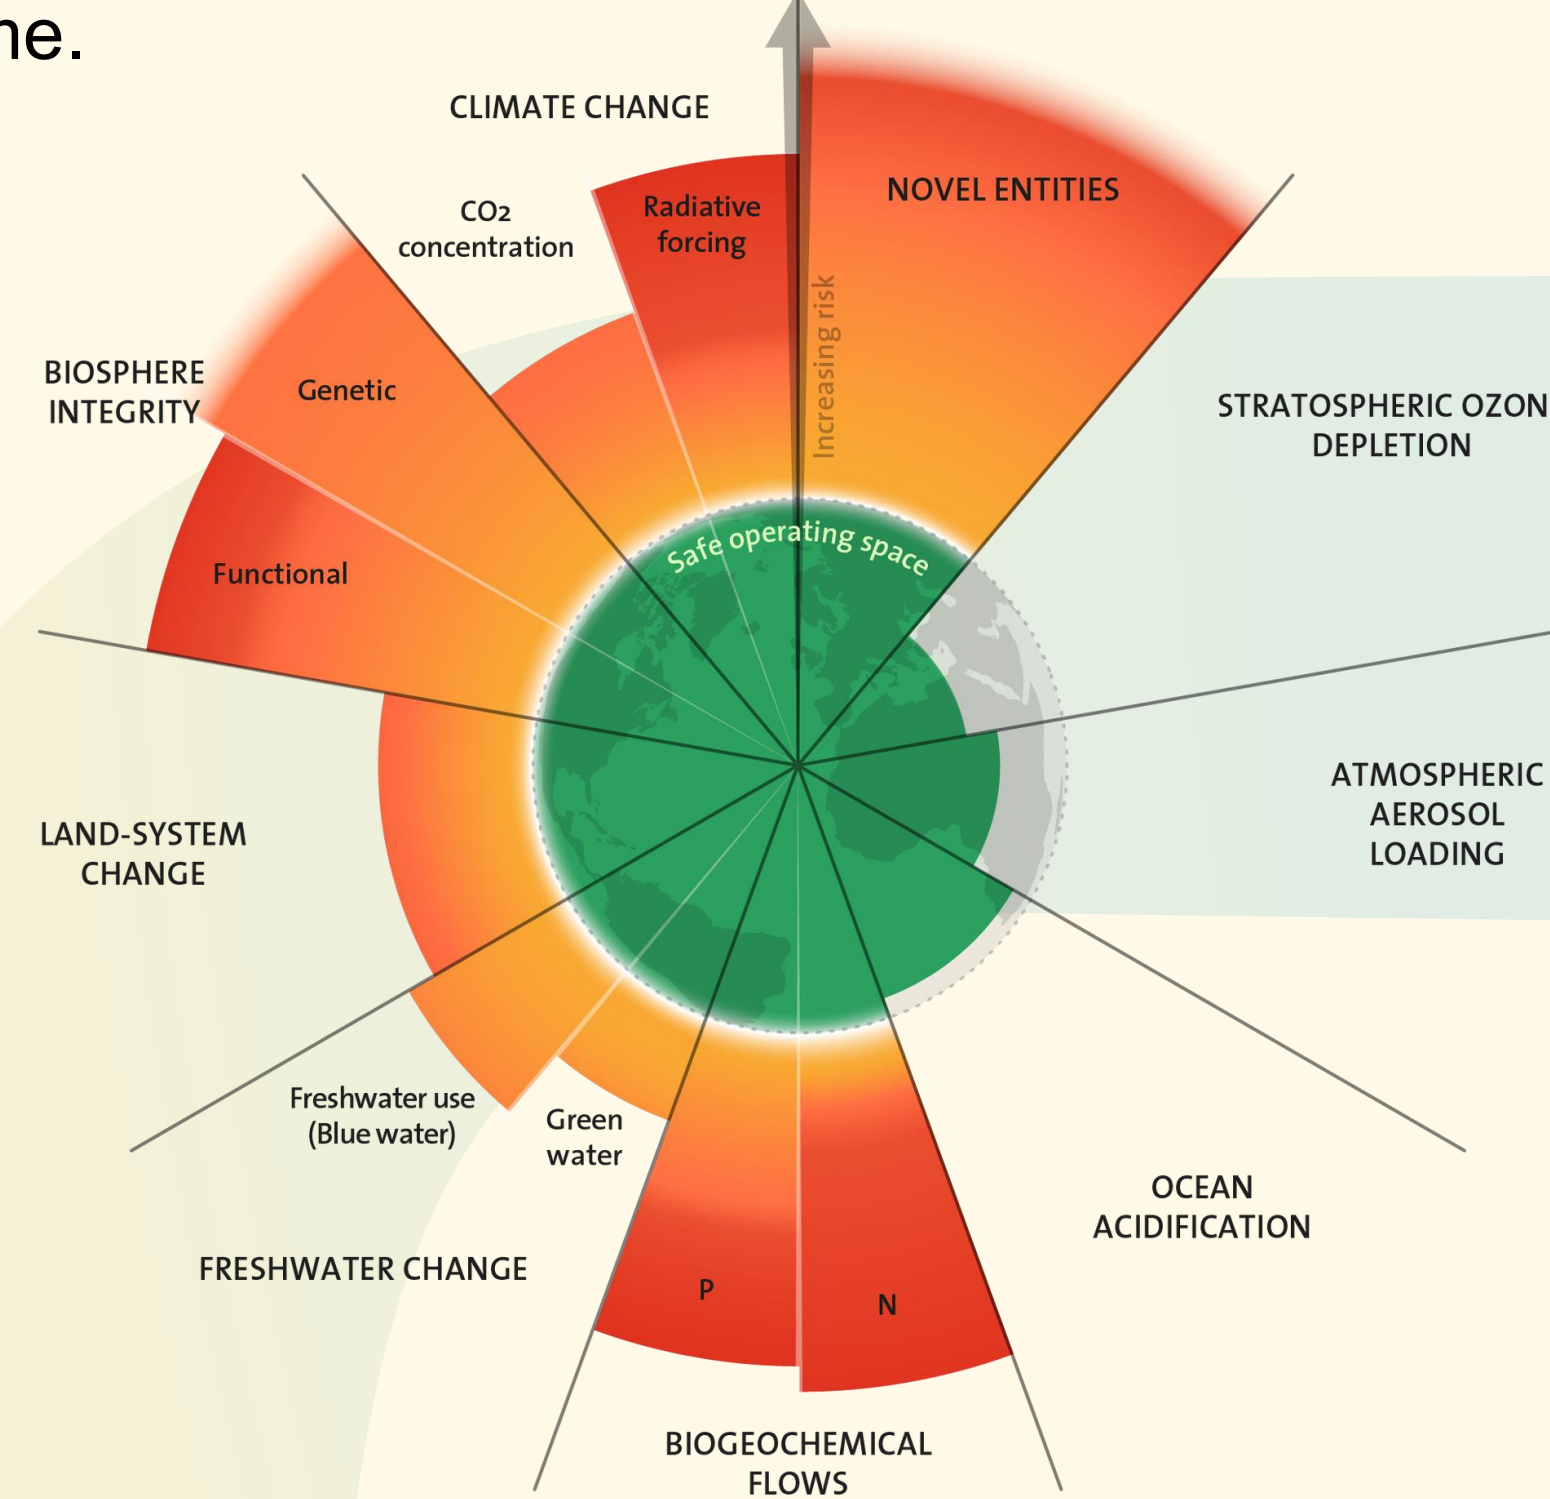 ne.
CLIMATE CHANGE
NOVEL ENTITIES
CO2
concentration
Radiative
forcing
Increasing risk
BIOSPHERE
INTEGRITY
Genetic
STRATOSPHERIC OZON
DEPLETION
Safe operating space
Functional
LAND-SYSTEM
CHANGE
ATMOSPHERIC
AEROSOL
LOADING
Freshwater use
(Blue water)
Green
water
OCEAN
ACIDIFICATION
FRESHWATER CHANGE
P
N
BIOGEOCHEMICAL
FLOWS